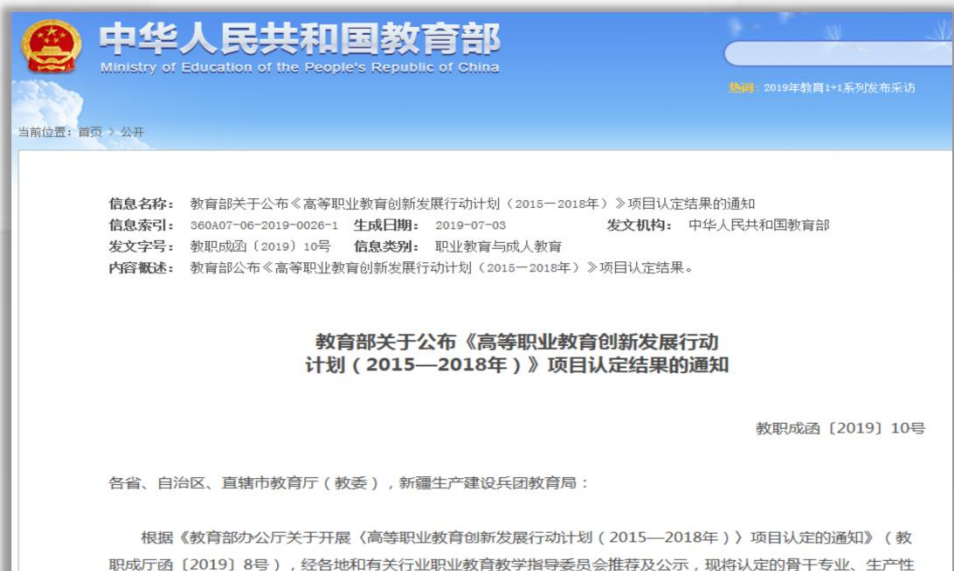 中华人民共和国教育部
Ministry of Education of the People's Republic of China
热词：2019年教育1+1系列发布采访
当前位置：首页 > 公开
信息名称： 教育部关于公布《高等职业教育创新发展行动计划（2015—2018年）》项目认定结果的通知
信息索引： 360A07-06-2019-0026-1 生成日期： 2019-07-03 发文机构： 中华人民共和国教育部
发文字号： 教职成函〔2019〕10号 信息类别： 职业教育与成人教育
内容概述： 教育部公布《高等职业教育创新发展行动计划（2015—2018年）》项目认定结果。
教育部关于公布《高等职业教育创新发展行动
计划（2015—2018年）》项目认定结果的通知
教职成函〔2019〕10号
各省、自治区、直辖市教育厅（教委），新疆生产建设兵团教育局：
根据《教育部办公厅关于开展〈高等职业教育创新发展行动计划（2015—2018年）〉项目认定的通知》（教
职成厅函〔2019〕8号），经各地和有关行业职业教育教学指导委员会推荐及公示，现将认定的骨干专业、生产性